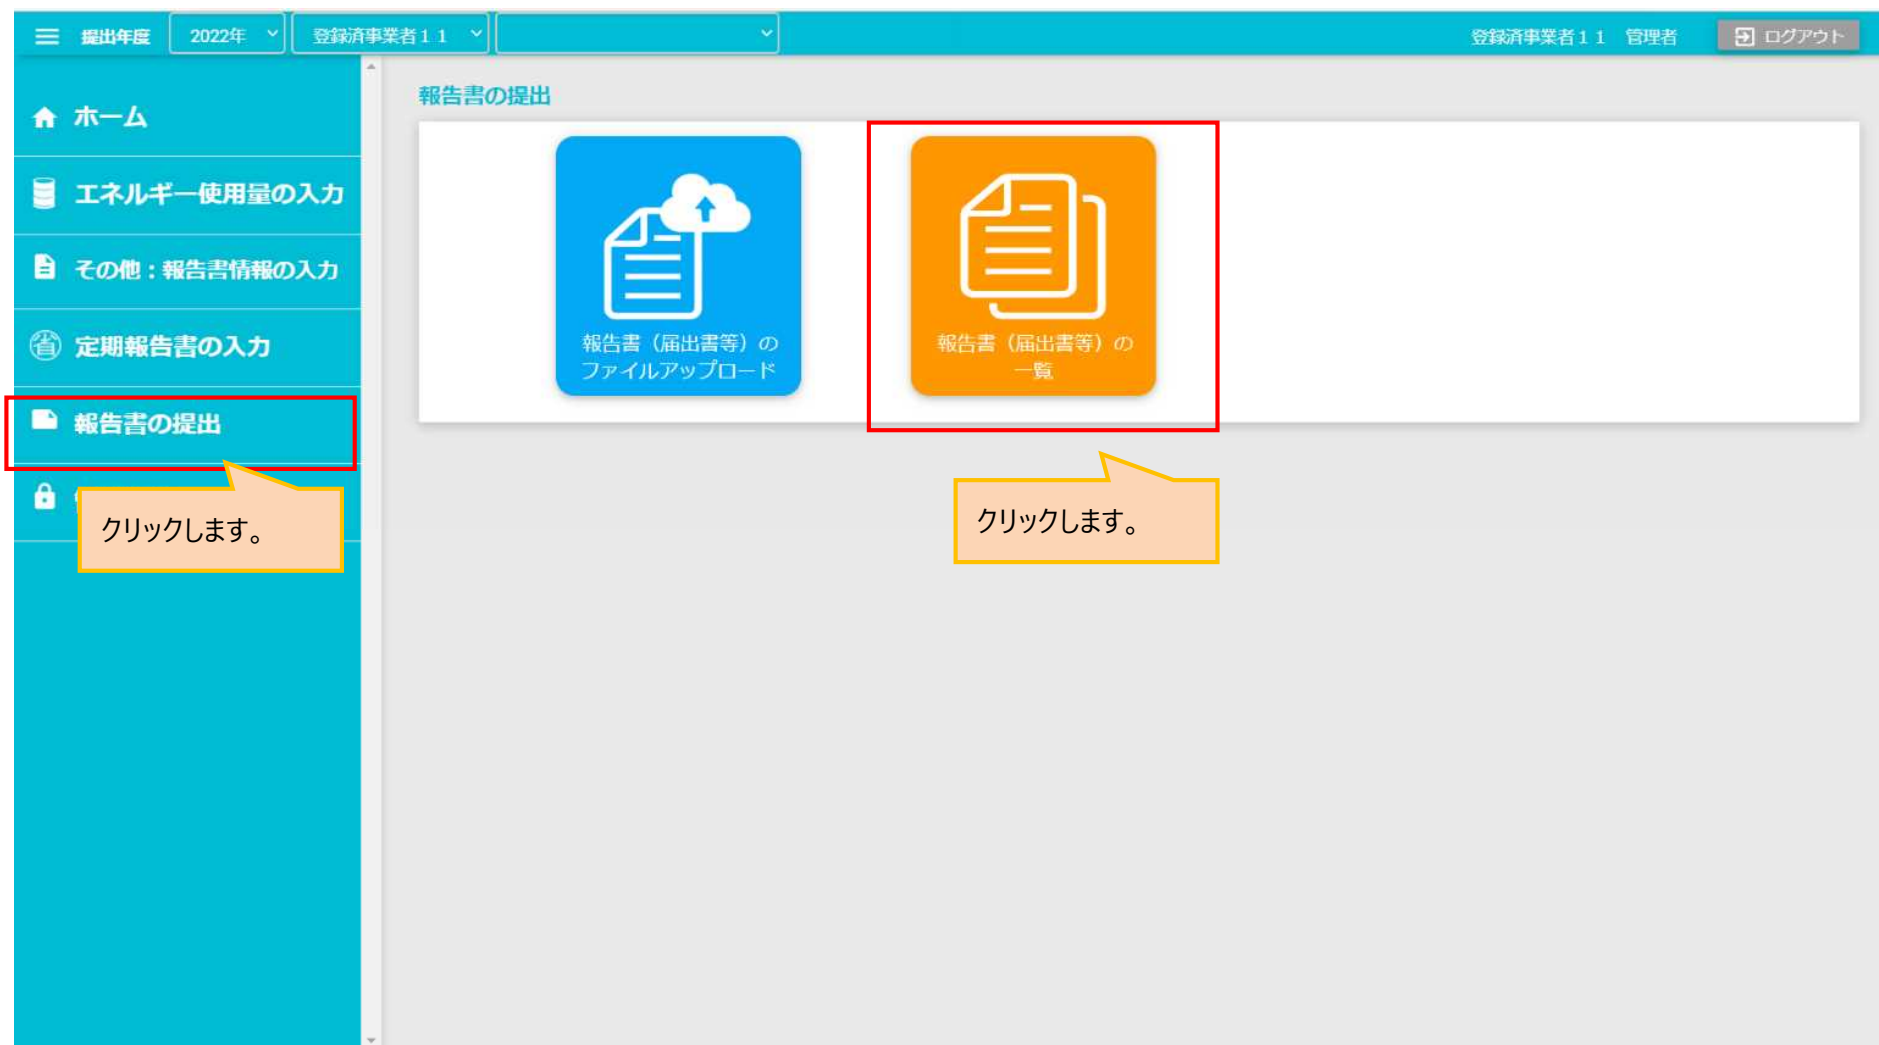 提出年度 2022年 登録済事業者１１ 登録済事業者１１ 管理者 ログアウト
ホーム
エネルギー使用量の入力
その他：報告書情報の入力
省 定期報告書の入力
報告書の提出
クリックします。
報告書の提出
報告書（届出書等）の
ファイルアップロード
報告書（届出書等）の
一覧
クリックします。